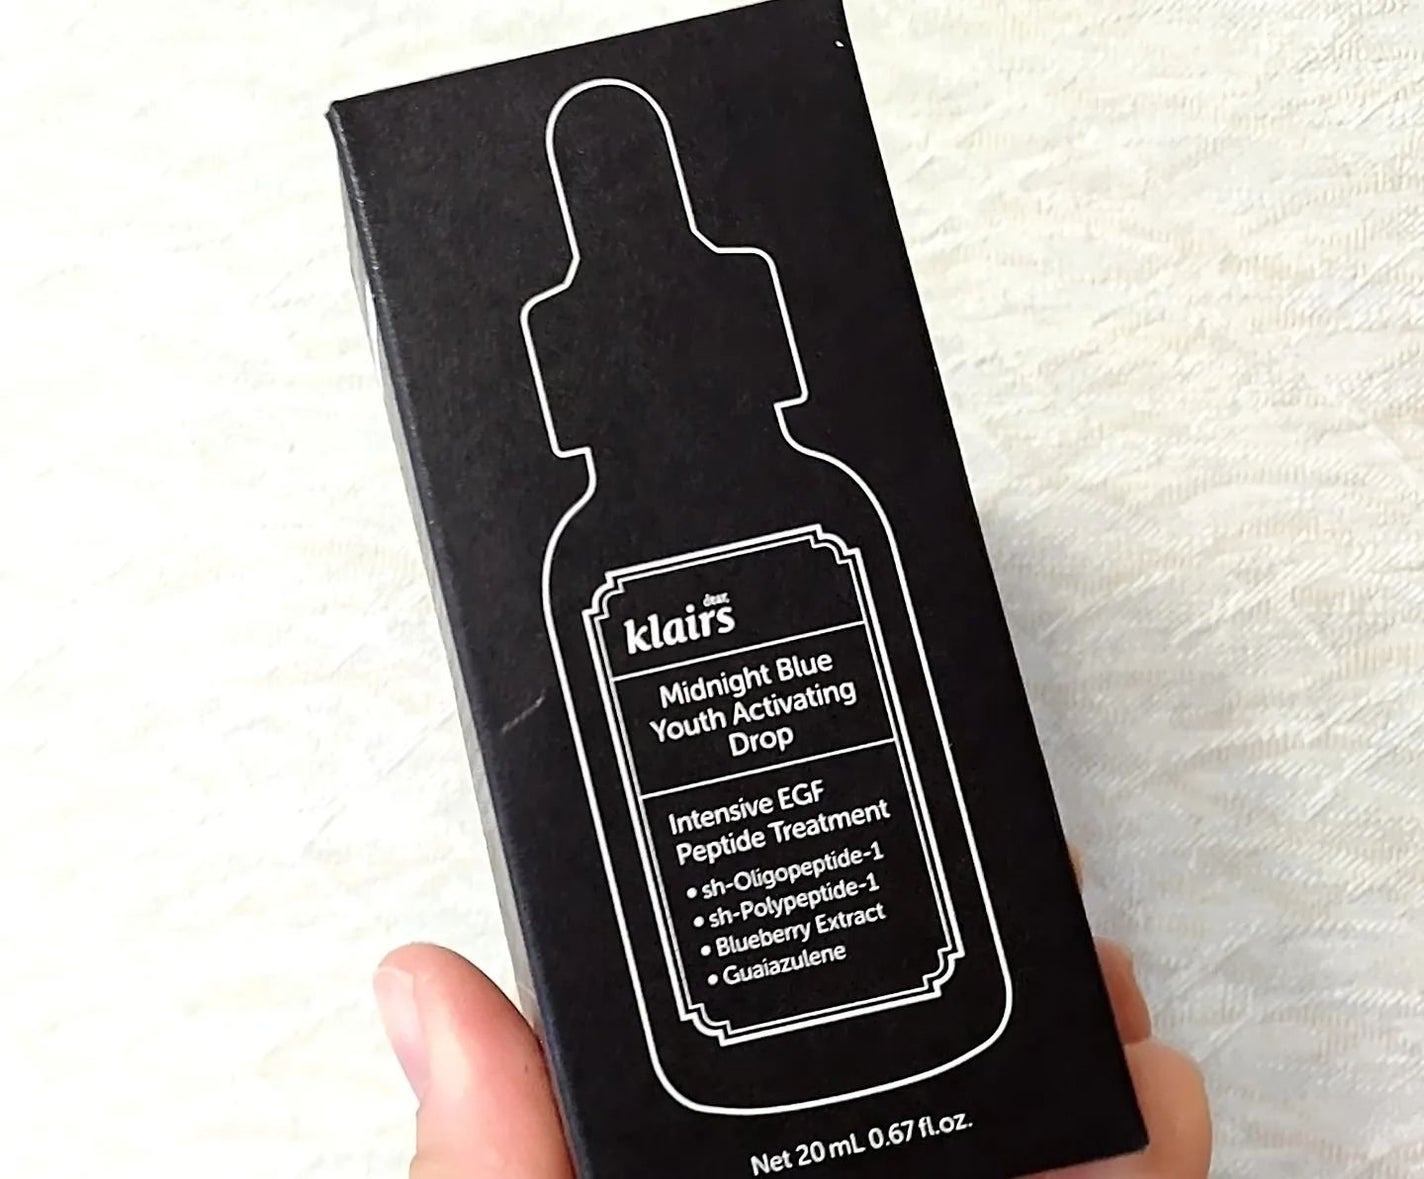 dear,
klairs
Midnight Blue
Youth Activating
Drop
Intensive EGF
Peptide Treatment
• sh-Oligopeptide-1
• sh-Polypeptide-1
• Blueberry Extract
• Guaiazulene
Net 20 mL 0.67 fl.oz.